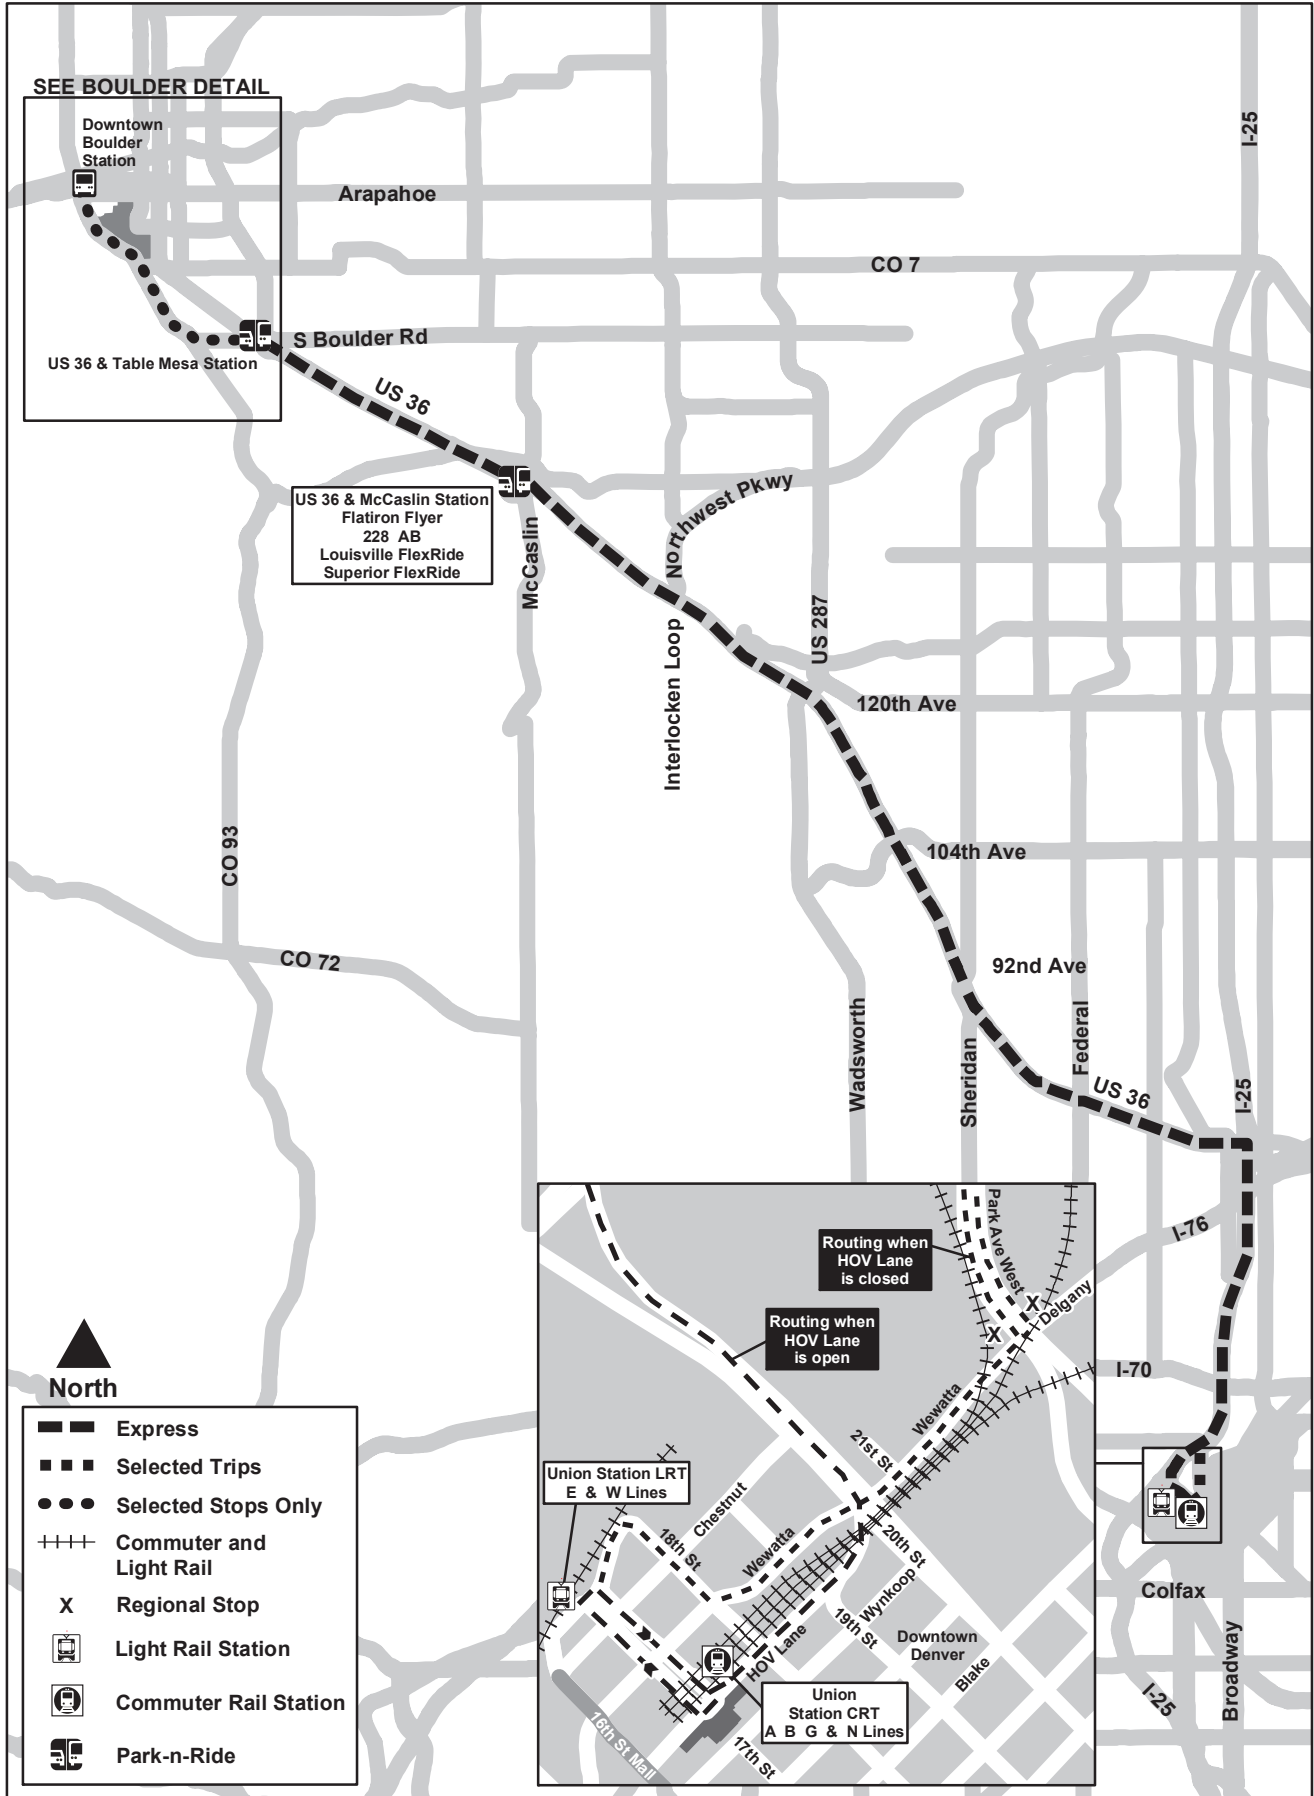 SEE BOULDER DETAIL
Downtown
Boulder
Station
Arapahoe
I-25
CO 7
S Boulder Rd
US 36 & Table Mesa Station
US 36
US 36 & McCaslin Station
Flatiron Flyer
228 AB
Louisville FlexRide
Superior FlexRide
McCaslin
Northwest Pkwy
Interlocken Loop
US 287
120th Ave
104th Ave
CO 93
CO 72
92nd Ave
Wadsworth
Sheridan
Federal
US 36
I-25
I-76
I-70
Colfax
Broadway
I-25
Routing when
HOV Lane
is closed
Park Ave West
X
X
Delgany
Routing when
HOV Lane
is open
Wewatta
21st St
Union Station LRT
E & W Lines
Chestnut
18th St
Wewatta
20th St
Wynkoop
19th St
HOV Lane
Downtown
Denver
Blake
Union
Station CRT
A B G & N Lines
16th St Mall
17th St
North
Express
Selected Trips
Selected Stops Only
Commuter and
Light Rail
X Regional Stop
Light Rail Station
Commuter Rail Station
Park-n-Ride